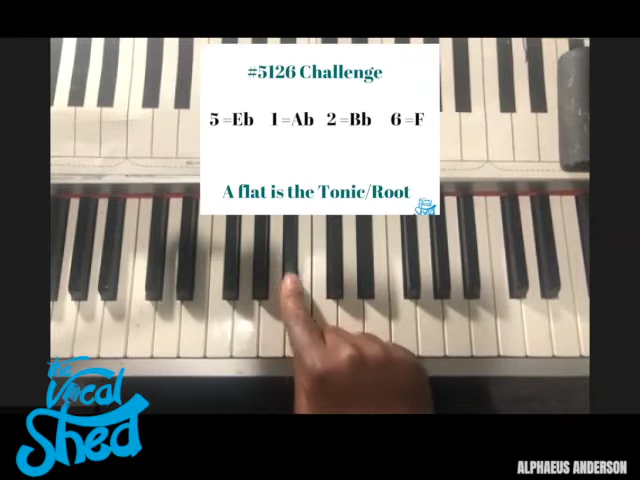 #5126 Challenge
5 =Eb 1 =Ab 2 =Bb 6 =F
A flat is the Tonic/Root
the
Vocal
Shed
ALPHAEUS ANDERSON